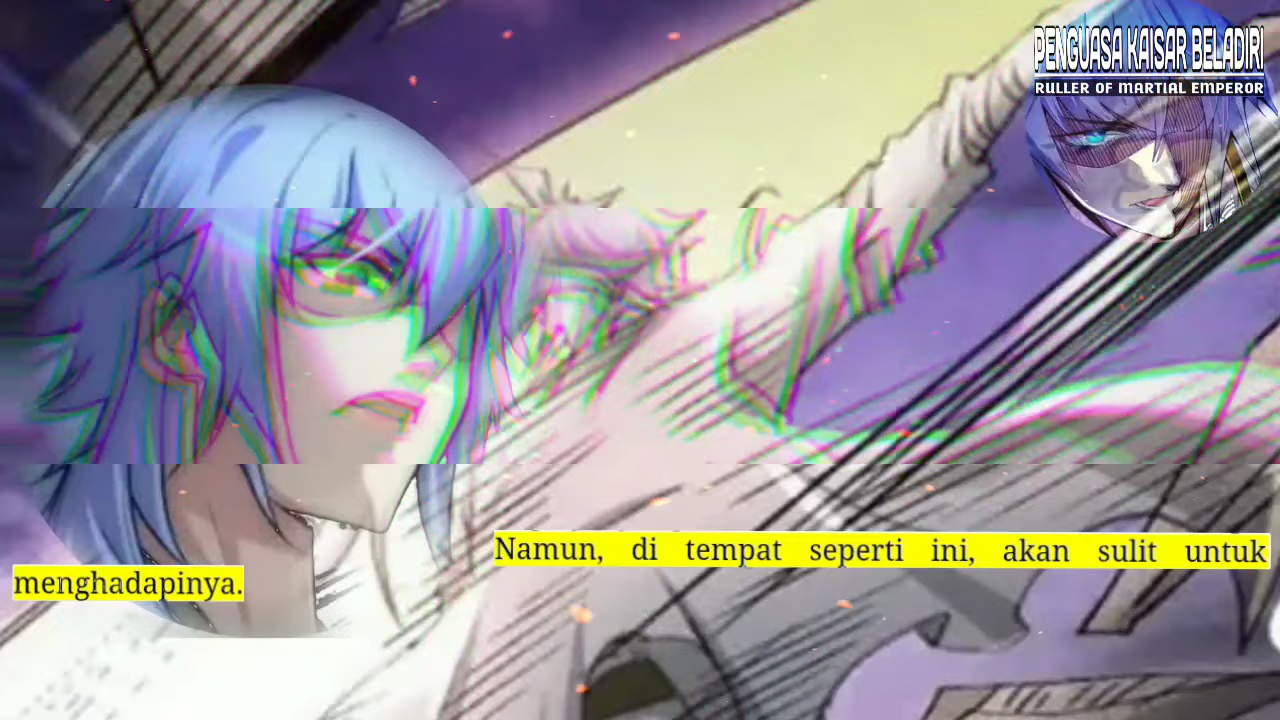 PENGUASA KAISAR BELADIRI
RULLER OF MARTIAL EMPEROR
Namun, di tempat seperti ini, akan sulit untuk
menghadapinya.